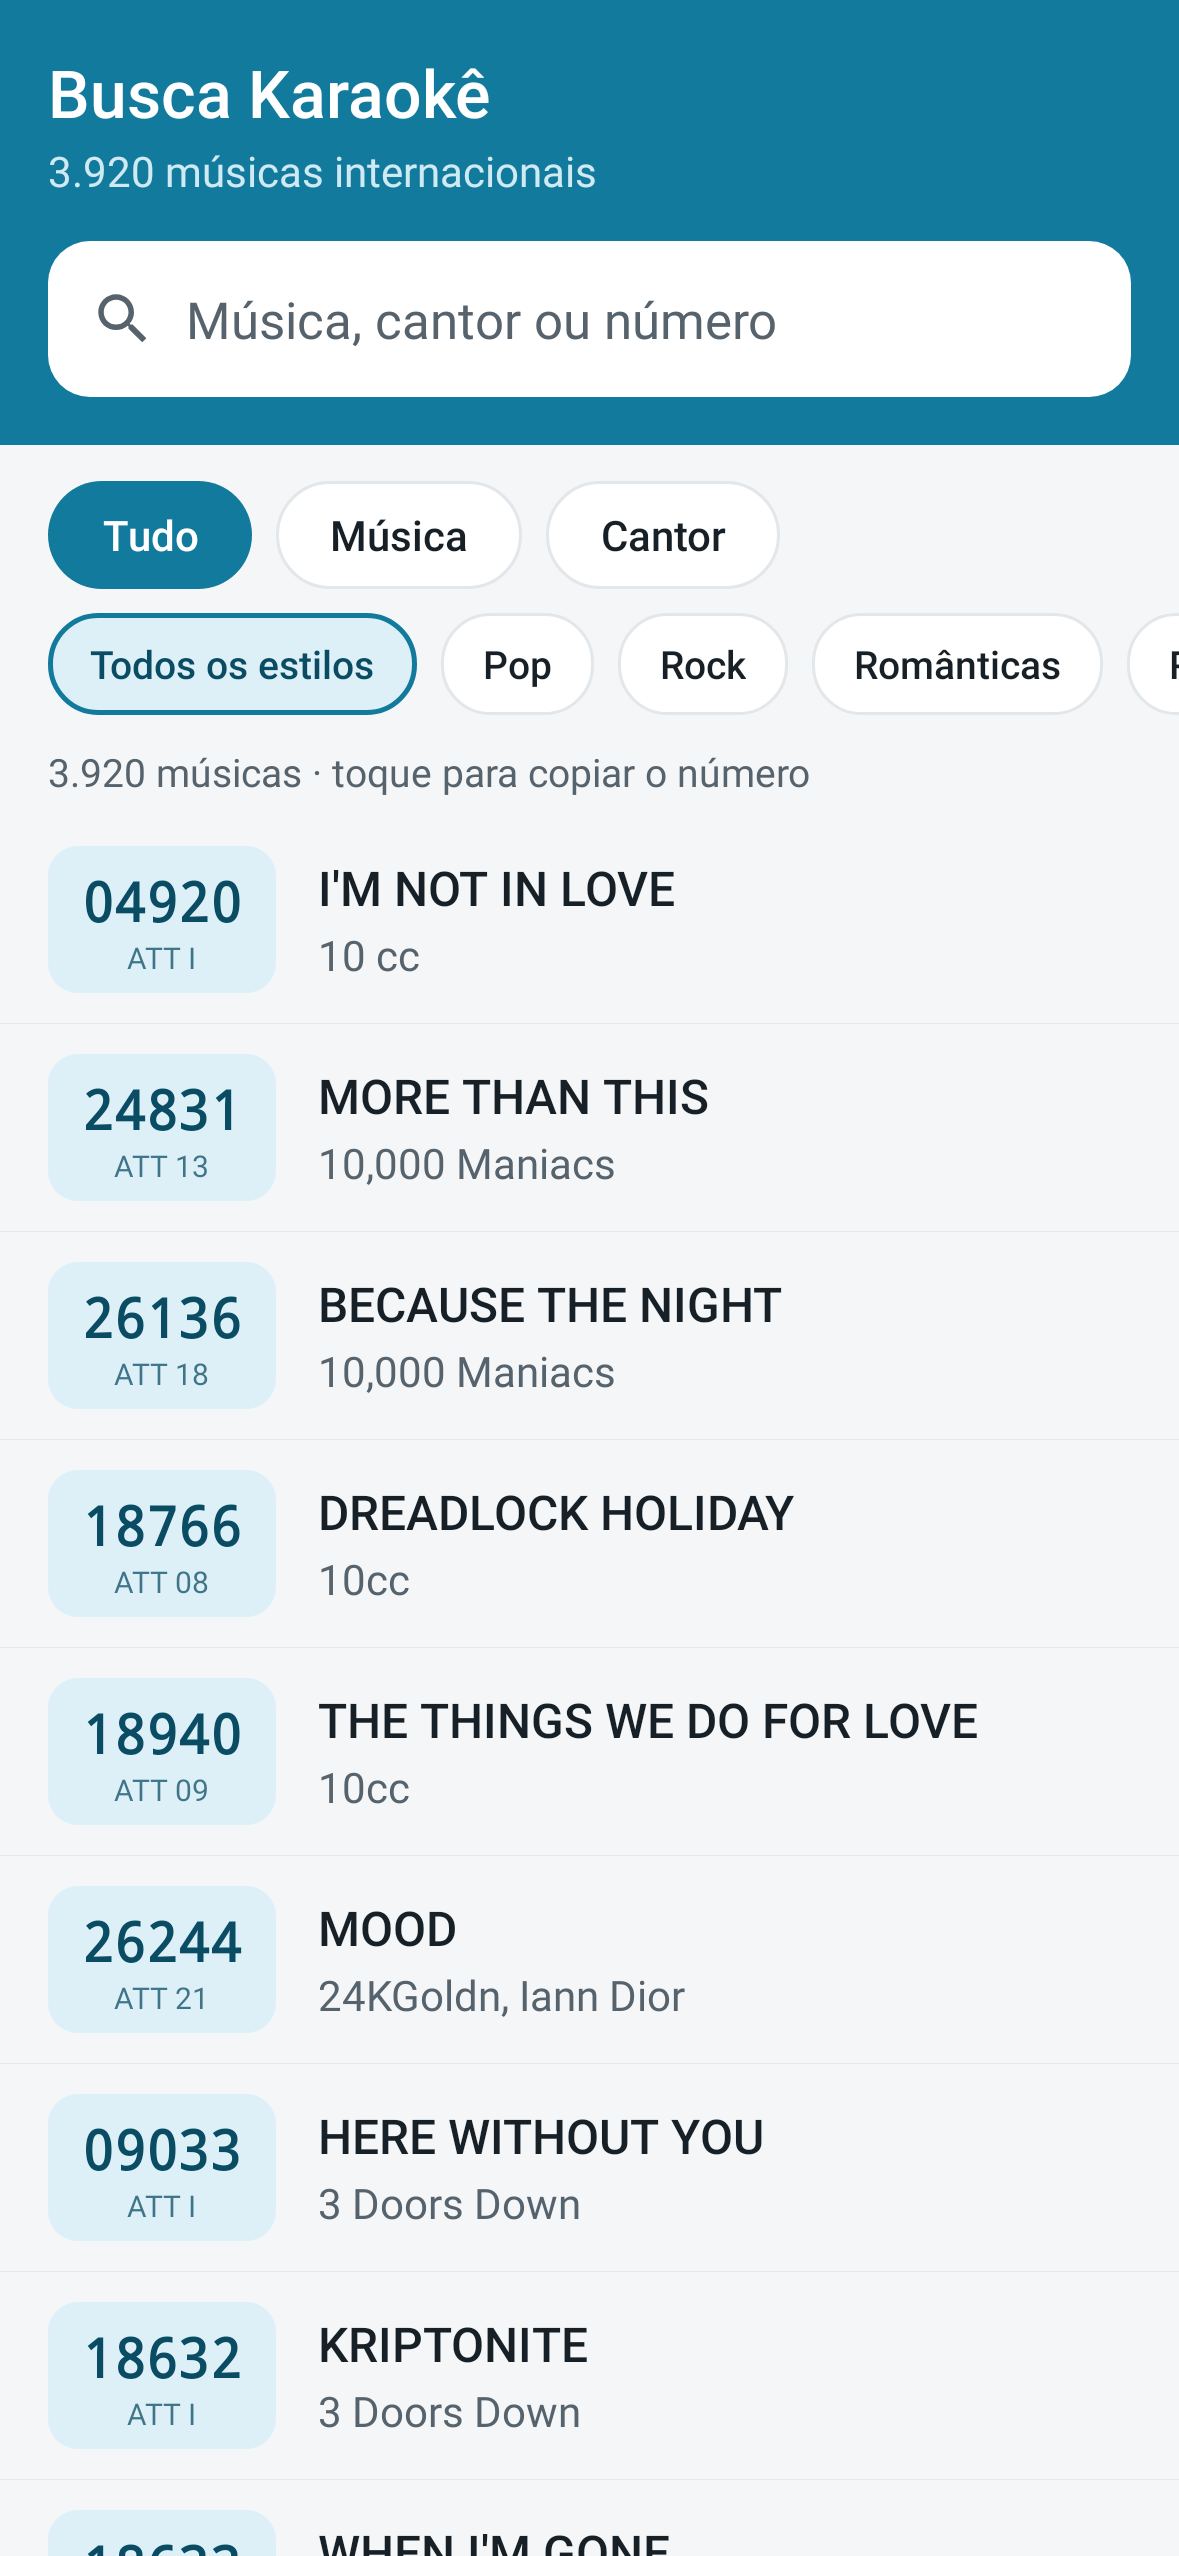 Busca Karaokê
3.920 músicas internacionais
Música, cantor ou número
Tudo Música Cantor
Todos os estilos Pop Rock Românticas
3.920 músicas · toque para copiar o número
04920 I'M NOT IN LOVE
ATT I 10 cc
24831 MORE THAN THIS
ATT 13 10,000 Maniacs
26136 BECAUSE THE NIGHT
ATT 18 10,000 Maniacs
18766 DREADLOCK HOLIDAY
ATT 08 10cc
18940 THE THINGS WE DO FOR LOVE
ATT 09 10cc
26244 MOOD
ATT 21 24KGoldn, Iann Dior
09033 HERE WITHOUT YOU
ATT I 3 Doors Down
18632 KRIPTONITE
ATT I 3 Doors Down
WHEN I'M GONE